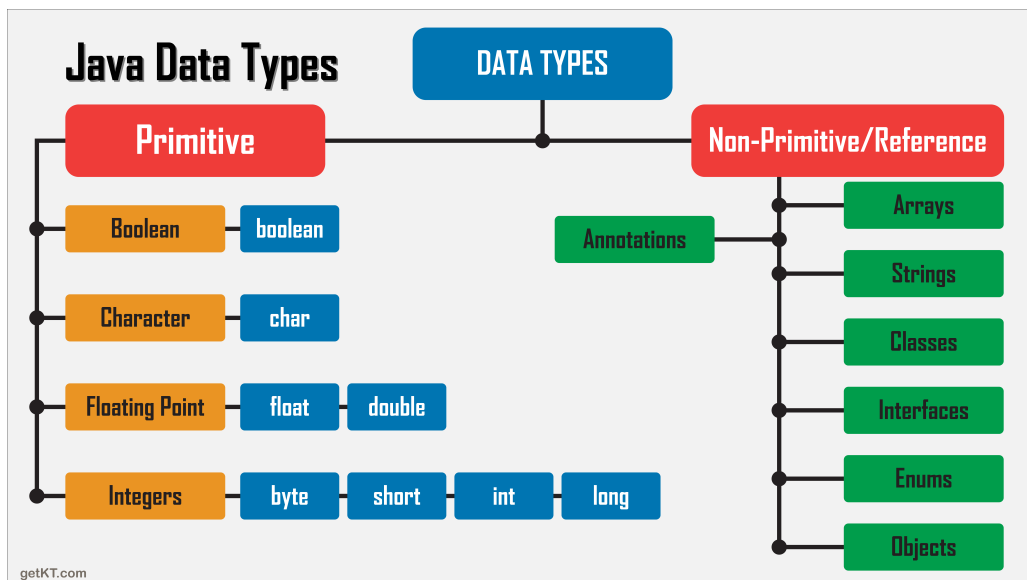 Java Data Types
DATA TYPES
Primitive
Non-Primitive/Reference
Boolean
boolean
Character
char
Floating Point
float
double
Integers
byte
short
int
long
Annotations
Arrays
Strings
Classes
Interfaces
Enums
Objects
getKT.com